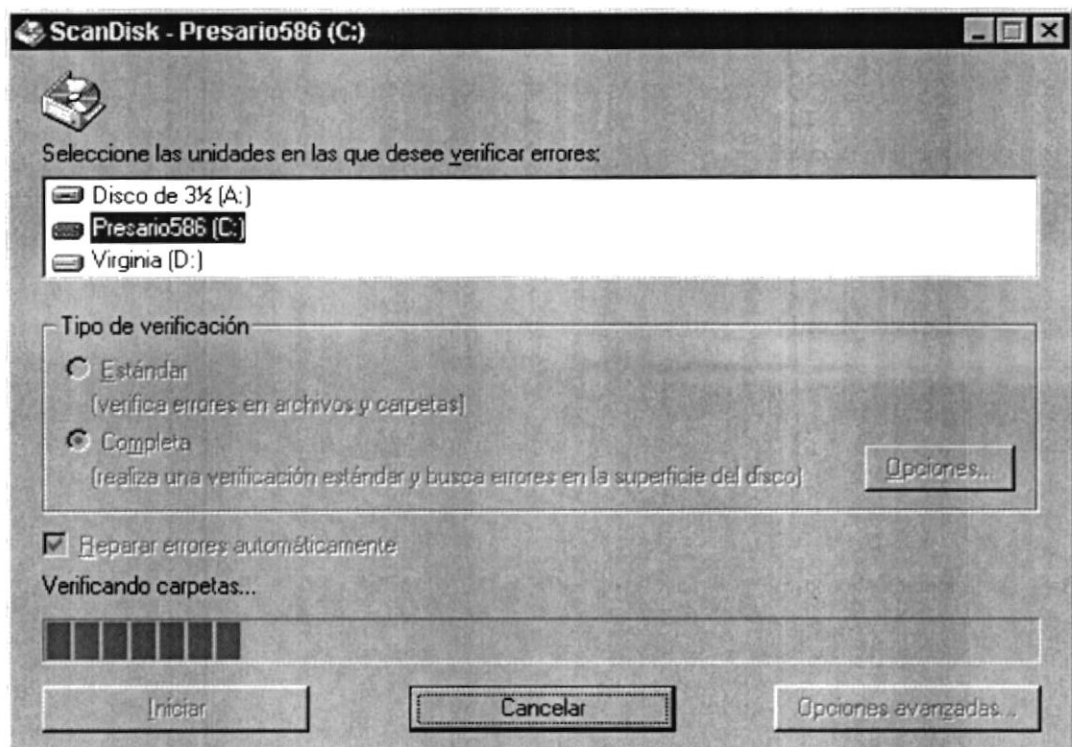 ScanDisk - Presario586 (C:)
Seleccione las unidades en las que desee verificar errores:
Disco de 3½ (A:)
Presario586 (C:)
Virginia (D:)
Tipo de verificación
Estándar
(verifica errores en archivos y carpetas)
Completa
(realiza una verificación estándar y busca errores en la superficie del disco)
Opciones...
Reparar errores automáticamente
Verificando carpetas...
Iniciar
Cancelar
Opciones avanzadas...